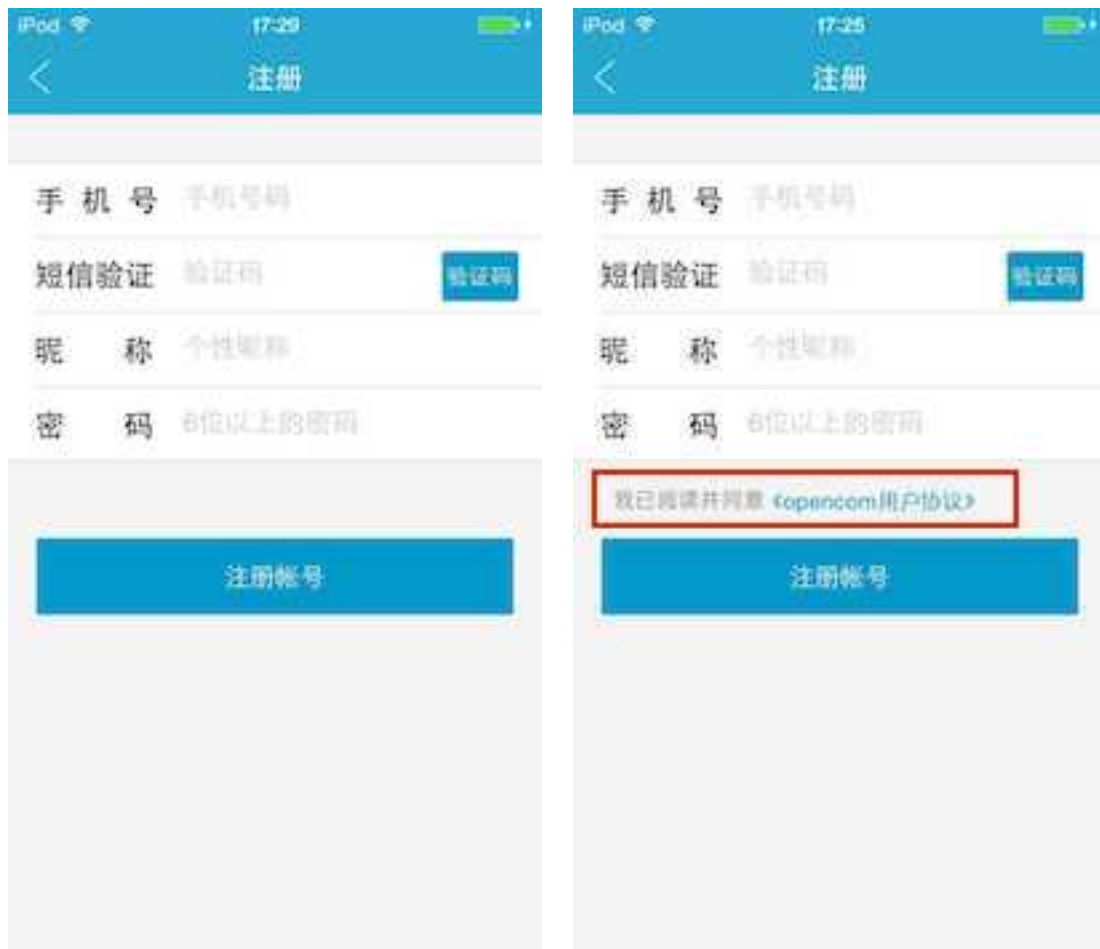 iPod 17:29
注册
手机号 手机号码
短信验证 验证码 验证码
昵称 个性昵称
密码 6位以上的密码
注册帐号
iPod 17:25
注册
手机号 手机号码
短信验证 验证码 验证码
昵称 个性昵称
密码 6位以上的密码
我已阅读并同意《opencom用户协议》
注册帐号